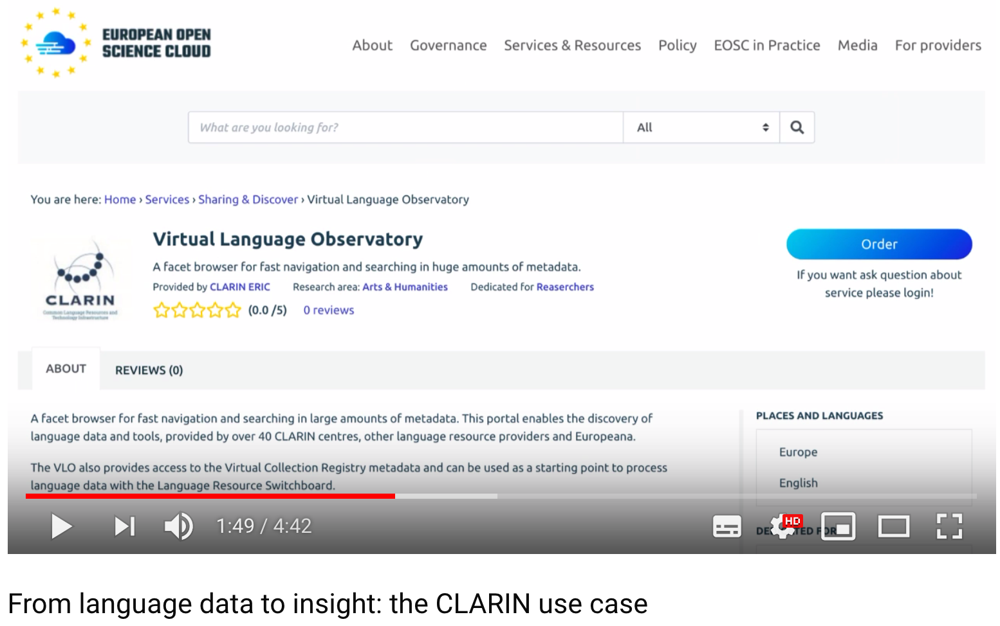 EUROPEAN OPEN
SCIENCE CLOUD
About Governance Services & Resources Policy EOSC in Practice Media For providers
What are you looking for? All
You are here: Home › Services › Sharing & Discover › Virtual Language Observatory
Virtual Language Observatory
A facet browser for fast navigation and searching in huge amounts of metadata.
Provided by CLARIN ERIC Research area: Arts & Humanities Dedicated for Reaserchers
(0.0 /5) 0 reviews
CLARIN
Common Language Resources and
Technology Infrastructure
Order
If you want ask question about
service please login!
ABOUT REVIEWS (0)
A facet browser for fast navigation and searching in large amounts of metadata. This portal enables the discovery of
language data and tools, provided by over 40 CLARIN centres, other language resource providers and Europeana.
The VLO also provides access to the Virtual Collection Registry metadata and can be used as a starting point to process
language data with the Language Resource Switchboard.
PLACES AND LANGUAGES
Europe
English
1:49 / 4:42
HD
From language data to insight: the CLARIN use case